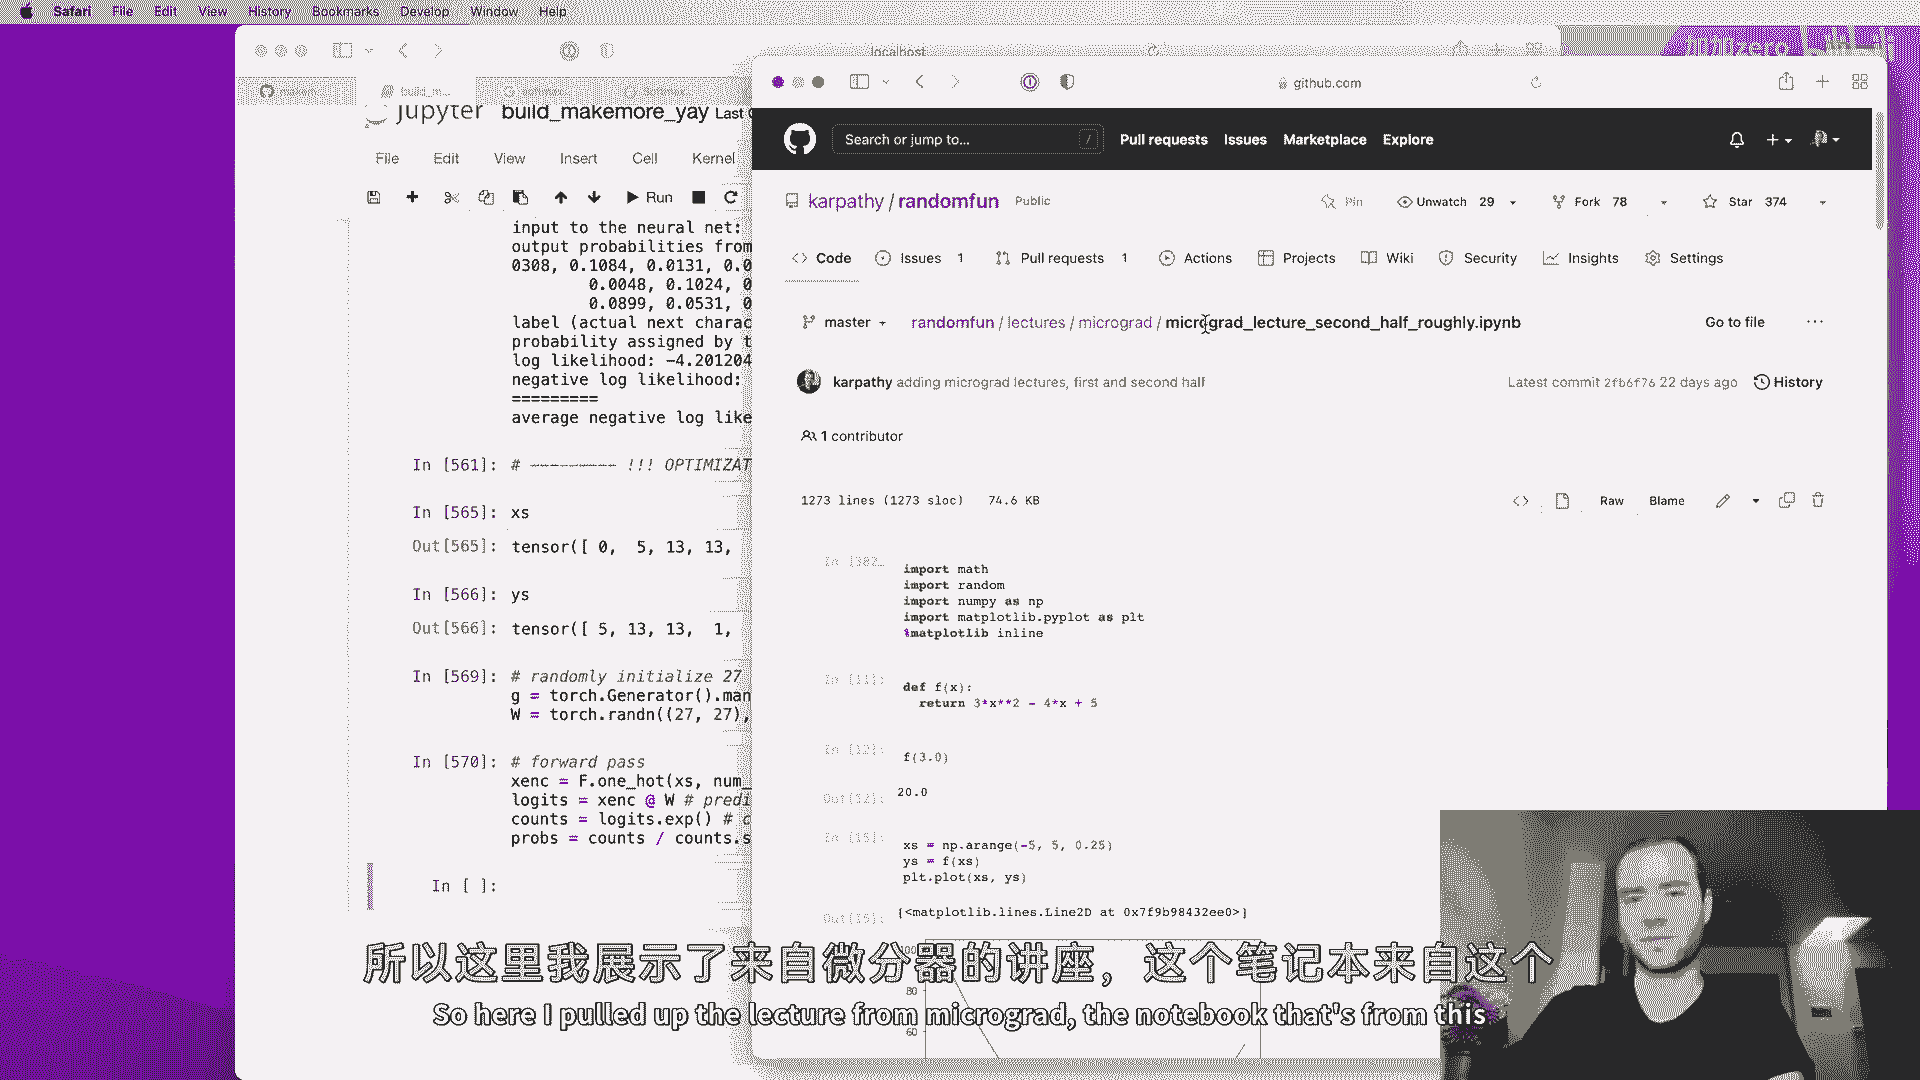 Safari File Edit View History Bookmarks Develop Window Help
localhost
build_m...
jupyter build_makemore_yay Last
File Edit View Insert Cell Kernel
Run
input to the neural net:
output probabilities from
0308, 0.1084, 0.0131, 0.0
0.0048, 0.1024, 0
0.0899, 0.0531, 0
label (actual next charac
probability assigned by t
log likelihood: -4.201204
negative log likelihood:
=========
average negative log like
In [561]: # ————————— !!! OPTIMIZAT
In [565]: xs
Out[565]: tensor([ 0, 5, 13, 13,
In [566]: ys
Out[566]: tensor([ 5, 13, 13, 1,
In [569]: # randomly initialize 27
g = torch.Generator().man
W = torch.randn((27, 27),
In [570]: # forward pass
xenc = F.one_hot(xs, num_
logits = xenc @ W # predi
counts = logits.exp() # c
probs = counts / counts.s
In [ ]:
github.com
Search or jump to... /
Pull requests Issues Marketplace Explore
karpathy / randomfun Public
Pin Unwatch 29 Fork 78 Star 374
Code Issues 1 Pull requests 1 Actions Projects Wiki Security Insights Settings
master randomfun / lectures / micrograd / micrograd_lecture_second_half_roughly.ipynb Go to file ...
karpathy adding micrograd lectures, first and second half Latest commit 2fb6f76 22 days ago History
1 contributor
1273 lines (1273 sloc) 74.6 KB Raw Blame
In [382…
import math
import random
import numpy as np
import matplotlib.pyplot as plt
%matplotlib inline
In [11]:
def f(x):
return 3*x**2 - 4*x + 5
In [12]:
f(3.0)
Out[12]: 20.0
In [15]:
xs = np.arange(-5, 5, 0.25)
ys = f(xs)
plt.plot(xs, ys)
Out[15]: [<matplotlib.lines.Line2D at 0x7f9b98432ee0>]
100
80
60
所以这里我展示了来自微分器的讲座，这个笔记本来自这个
So here I pulled up the lecture from micrograd, the notebook that's from this